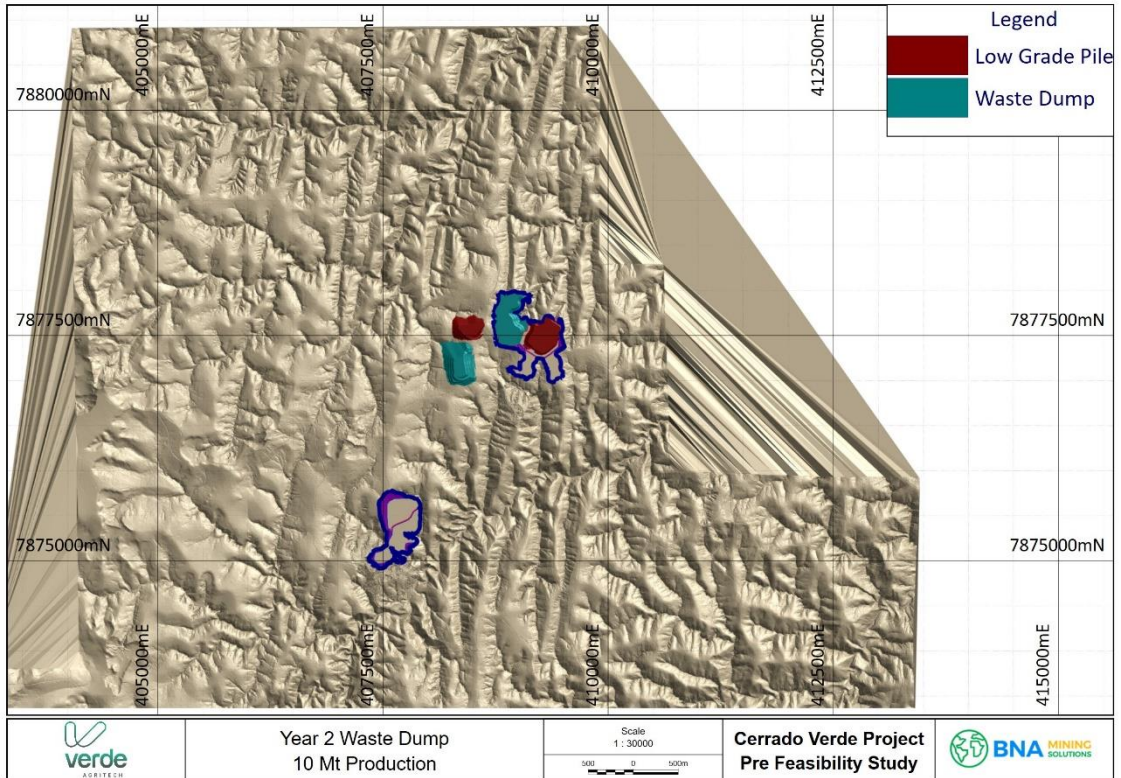 Legend
Low Grade Pile
Waste Dump
405000mE
407500mE
410000mE
412500mE
7880000mN
7877500mN
7877500mN
7875000mN
7875000mN
405000mE
407500mE
410000mE
412500mE
415000mE
verde
AGRITECH
Year 2 Waste Dump
10 Mt Production
Scale
1 : 30000
500 0 500m
Cerrado Verde Project
Pre Feasibility Study
BNA MINING
SOLUTIONS